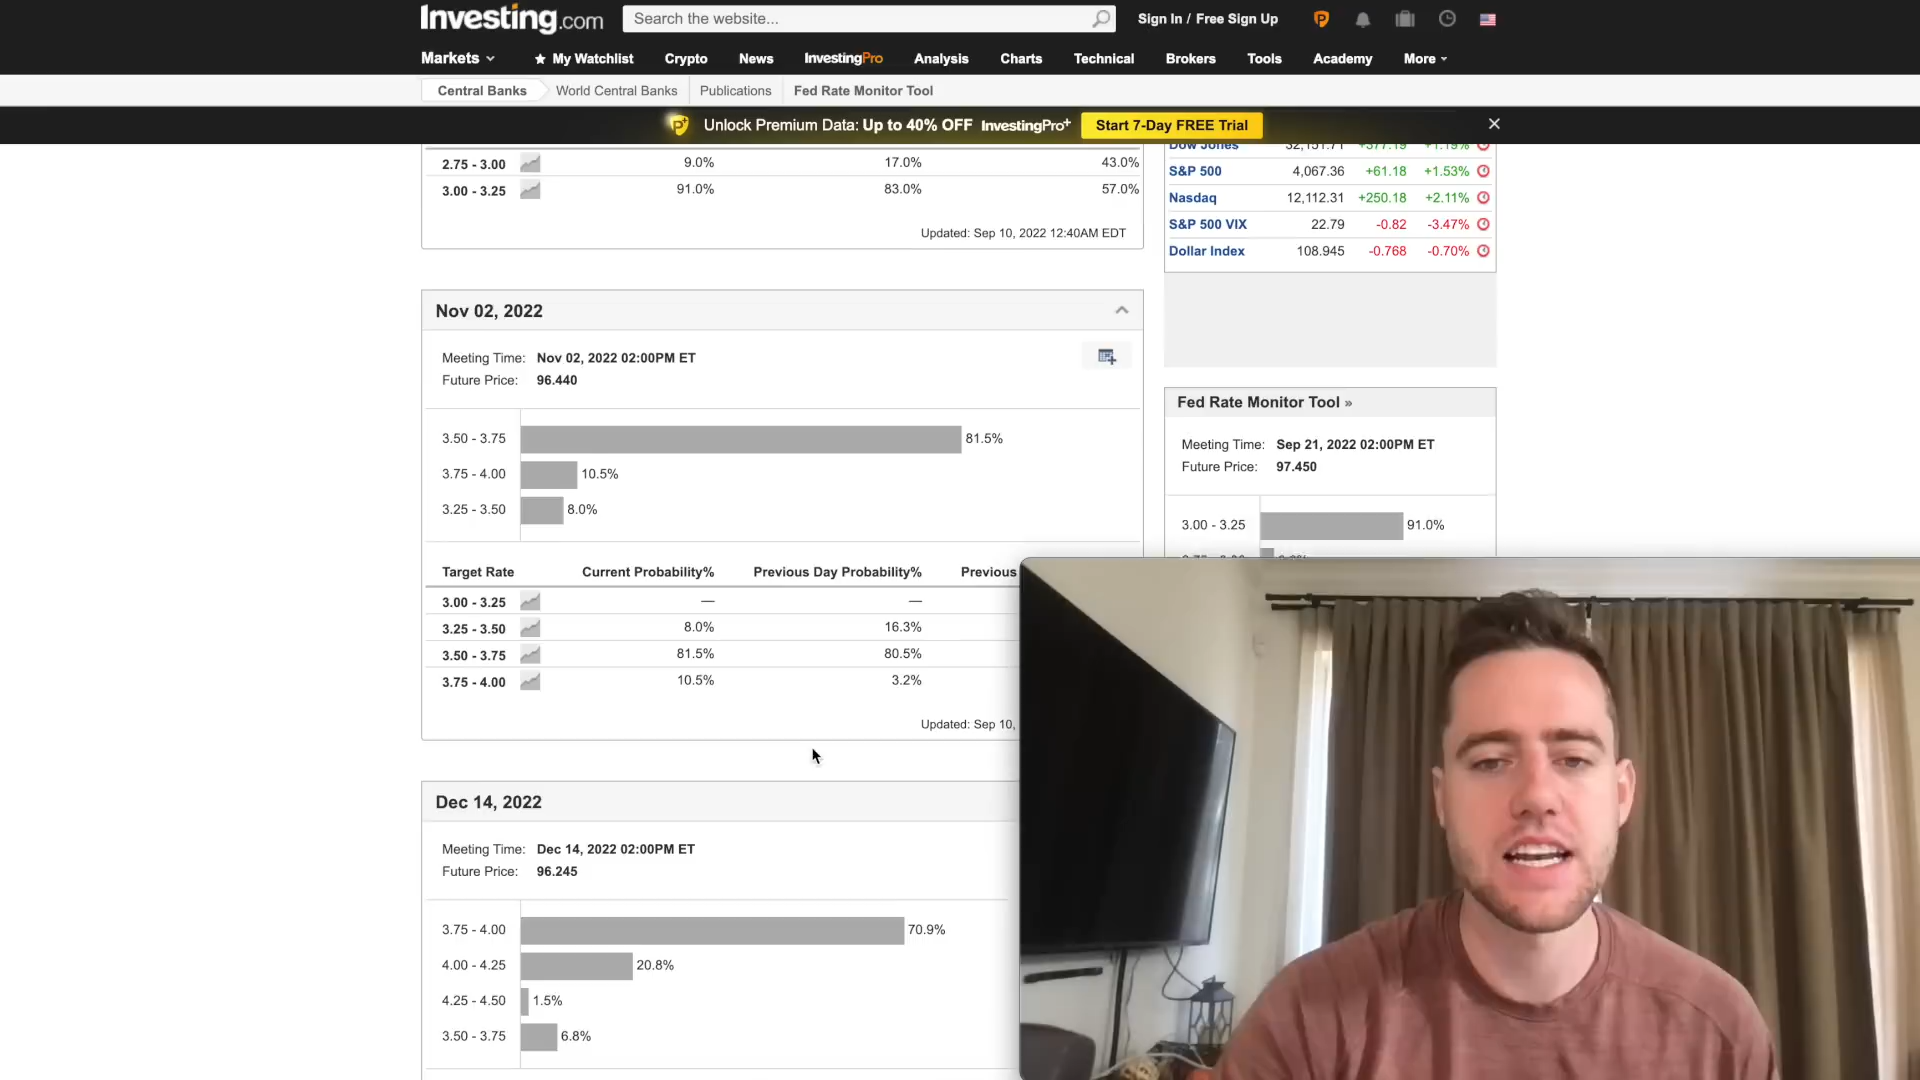 Investing.com
Search the website...
Sign In / Free Sign Up
Markets
My Watchlist
Crypto
News
InvestingPro
Analysis
Charts
Technical
Brokers
Tools
Academy
More
Central Banks
World Central Banks
Publications
Fed Rate Monitor Tool
Unlock Premium Data: Up to 40% OFF InvestingPro+
Start 7-Day FREE Trial
2.75 - 3.00 9.0% 17.0% 43.0%
3.00 - 3.25 91.0% 83.0% 57.0%
Updated: Sep 10, 2022 12:40AM EDT
Dow Jones 32,151.71 +377.19 +1.19%
S&P 500 4,067.36 +61.18 +1.53%
Nasdaq 12,112.31 +250.18 +2.11%
S&P 500 VIX 22.79 -0.82 -3.47%
Dollar Index 108.945 -0.768 -0.70%
Nov 02, 2022
Meeting Time: Nov 02, 2022 02:00PM ET
Future Price: 96.440
3.50 - 3.75 81.5%
3.75 - 4.00 10.5%
3.25 - 3.50 8.0%
Target Rate Current Probability% Previous Day Probability% Previous
3.00 - 3.25 — —
3.25 - 3.50 8.0% 16.3%
3.50 - 3.75 81.5% 80.5%
3.75 - 4.00 10.5% 3.2%
Updated: Sep 10,
Fed Rate Monitor Tool »
Meeting Time: Sep 21, 2022 02:00PM ET
Future Price: 97.450
3.00 - 3.25 91.0%
Dec 14, 2022
Meeting Time: Dec 14, 2022 02:00PM ET
Future Price: 96.245
3.75 - 4.00 70.9%
4.00 - 4.25 20.8%
4.25 - 4.50 1.5%
3.50 - 3.75 6.8%